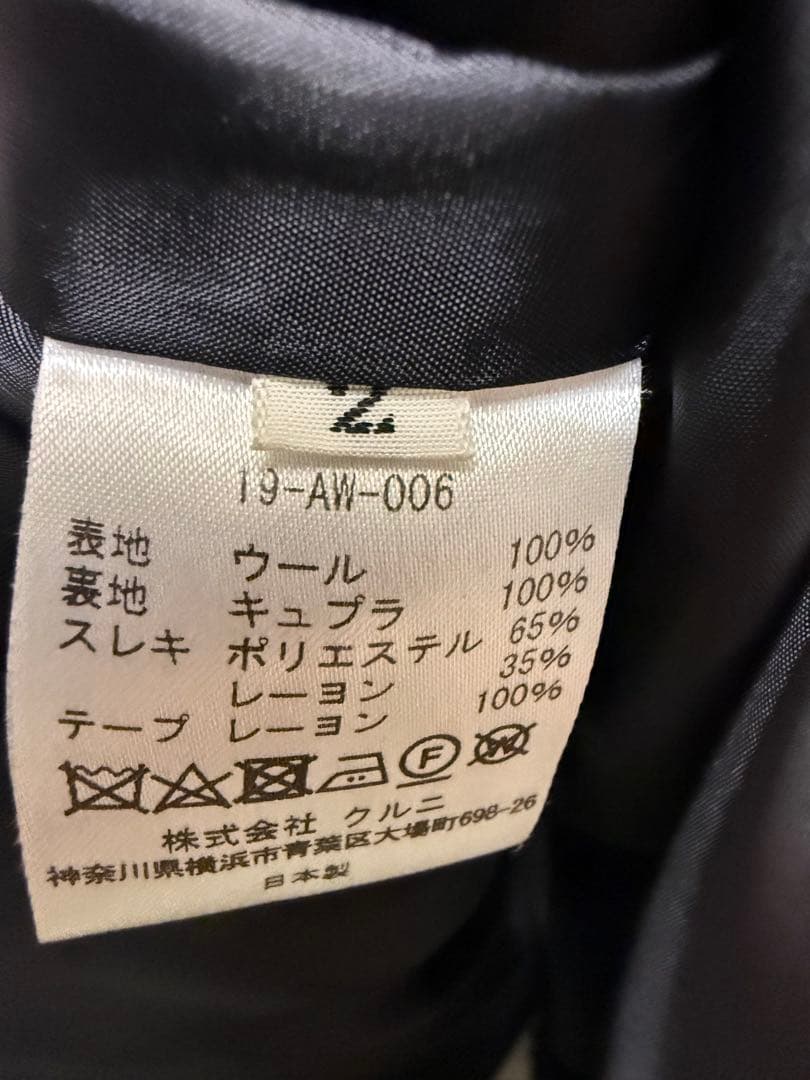 2
19-AW-006
表地 ウール 100%
裏地 キュプラ 100%
スレキ ポリエステル 65%
レーヨン 35%
テープ レーヨン 100%
F W
株式会社 クルニ
神奈川県横浜市青葉区大場町698-26
日本製